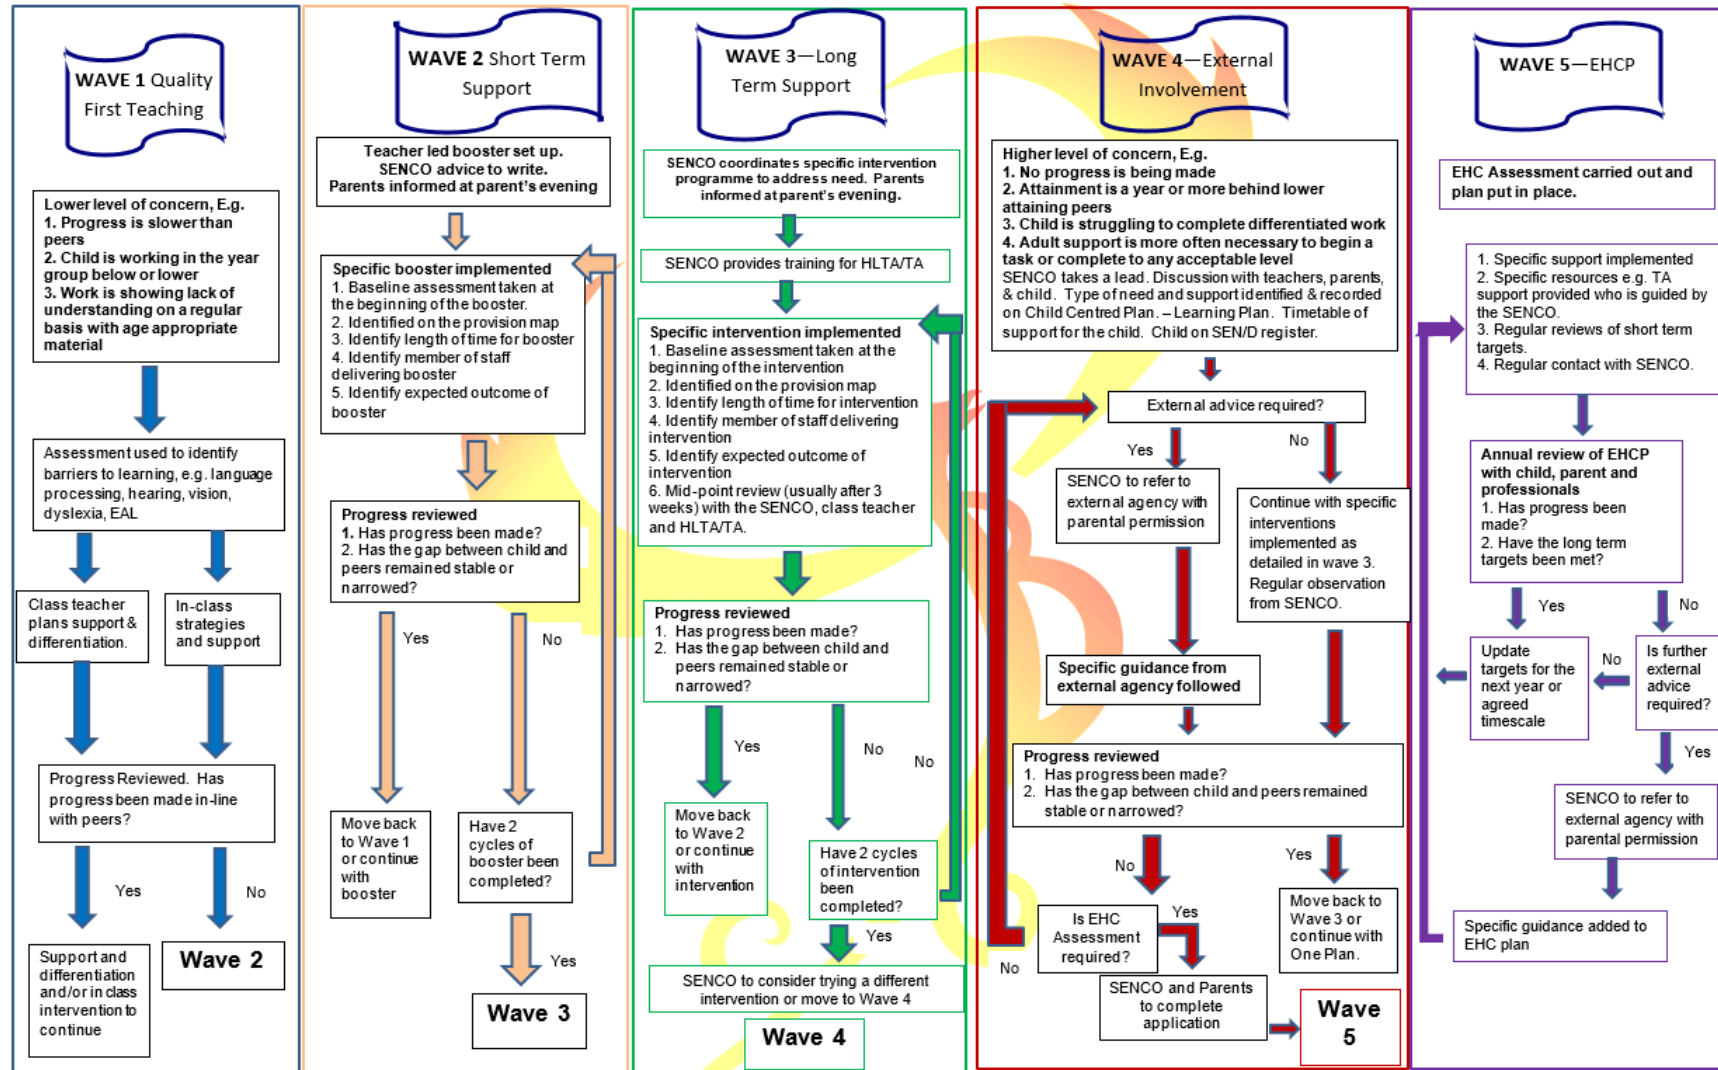 WAVE 1 Quality
First Teaching
Lower level of concern, E.g.
1. Progress is slower than
peers
2. Child is working in the year
group below or lower
3. Work is showing lack of
understanding on a regular
basis with age appropriate
material
Assessment used to identify
barriers to learning, e.g. language
processing, hearing, vision,
dyslexia, EAL
Class teacher
plans support &
differentiation.
In-class
strategies
and support
Progress Reviewed. Has
progress been made in-line
with peers?
Yes
No
Support and
differentiation
and/or in class
intervention to
continue
Wave 2
WAVE 2 Short Term
Support
Teacher led booster set up.
SENCO advice to write.
Parents informed at parent's evening
Specific booster implemented
1. Baseline assessment taken at
the beginning of the booster.
2. Identified on the provision map
3. Identify length of time for booster
4. Identify member of staff
delivering booster
5. Identify expected outcome of
booster
Progress reviewed
1. Has progress been made?
2. Has the gap between child and
peers remained stable or
narrowed?
Yes
No
Move back
to Wave 1
or continue
with
booster
Have 2
cycles of
booster been
completed?
Yes
Wave 3
WAVE 3—Long
Term Support
SENCO coordinates specific intervention
programme to address need. Parents
informed at parent's evening.
SENCO provides training for HLTA/TA
Specific intervention implemented
1. Baseline assessment taken at the
beginning of the intervention
2. Identified on the provision map
3. Identify length of time for intervention
4. Identify member of staff delivering
intervention
5. Identify expected outcome of
intervention
6. Mid-point review (usually after 3
weeks) with the SENCO, class teacher
and HLTA/TA.
Progress reviewed
1. Has progress been made?
2. Has the gap between child and
peers remained stable or
narrowed?
Yes
No
No
Move back
to Wave 2
or continue
with
intervention
Have 2 cycles
of intervention
been
completed?
Yes
SENCO to consider trying a different
intervention or move to Wave 4
Wave 4
WAVE 4—External
Involvement
Higher level of concern, E.g.
1. No progress is being made
2. Attainment is a year or more behind lower
attaining peers
3. Child is struggling to complete differentiated work
4. Adult support is more often necessary to begin a
task or complete to any acceptable level
SENCO takes a lead. Discussion with teachers, parents,
& child. Type of need and support identified & recorded
on Child Centred Plan. – Learning Plan. Timetable of
support for the child. Child on SEN/D register.
External advice required?
Yes
No
SENCO to refer to
external agency with
parental permission
Continue with specific
interventions
implemented as
detailed in wave 3.
Regular observation
from SENCO.
Specific guidance from
external agency followed
Progress reviewed
1. Has progress been made?
2. Has the gap between child and peers remained
stable or narrowed?
No
Yes
Is EHC
Assessment
required?
Yes
No
Move back to
Wave 3 or
continue with
One Plan.
SENCO and Parents
to complete
application
Wave
5
WAVE 5—EHCP
EHC Assessment carried out and
plan put in place.
1. Specific support implemented
2. Specific resources e.g. TA
support provided who is guided by
the SENCO.
3. Regular reviews of short term
targets.
4. Regular contact with SENCO.
Annual review of EHCP
with child, parent and
professionals
1. Has progress been
made?
2. Have the long term
targets been met?
Yes
No
Update
targets for the
next year or
agreed
timescale
No
Is further
external
advice
required?
Yes
SENCO to refer to
external agency with
parental permission
Specific guidance added to
EHC plan